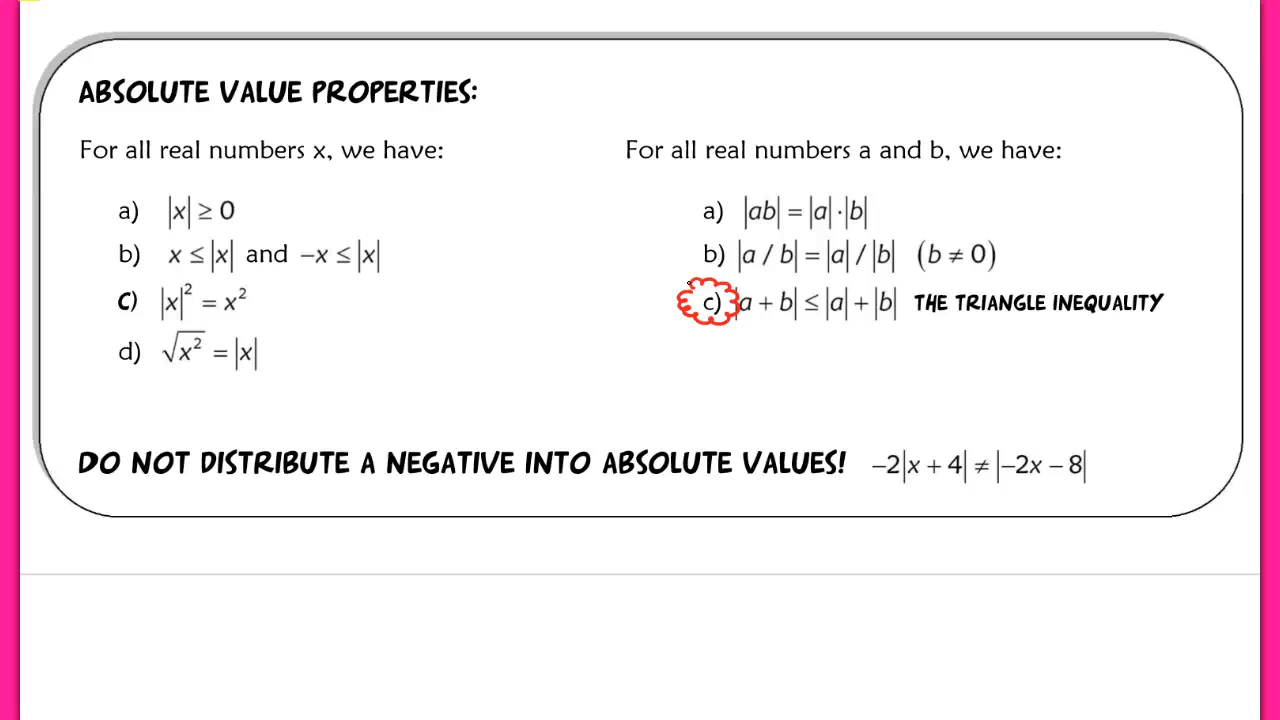 ABSOLUTE VALUE PROPERTIES:
For all real numbers x, we have:
a) |x| ≥ 0
b) x ≤ |x| and -x ≤ |x|
c) |x|² = x²
d) √x² = |x|
For all real numbers a and b, we have:
a) |ab| = |a| · |b|
b) |a / b| = |a| / |b| (b ≠ 0)
c) |a + b| ≤ |a| + |b| THE TRIANGLE INEQUALITY
DO NOT DISTRIBUTE A NEGATIVE INTO ABSOLUTE VALUES! -2|x + 4| ≠ |-2x - 8|